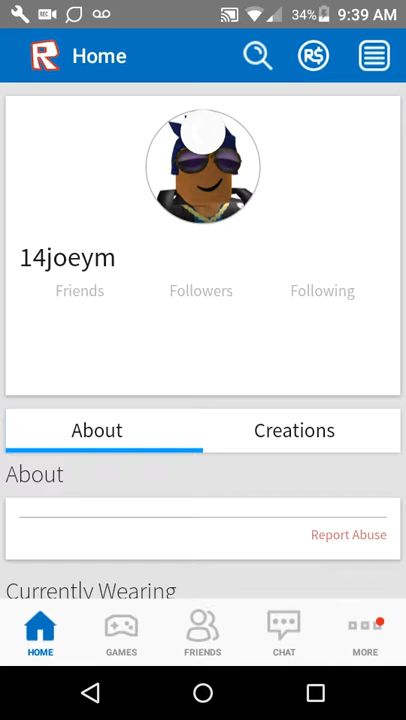 REC 34% 9:39 AM
R Home R$
14joeym
Friends Followers Following
About Creations
About
Report Abuse
Currently Wearing
HOME GAMES FRIENDS CHAT MORE